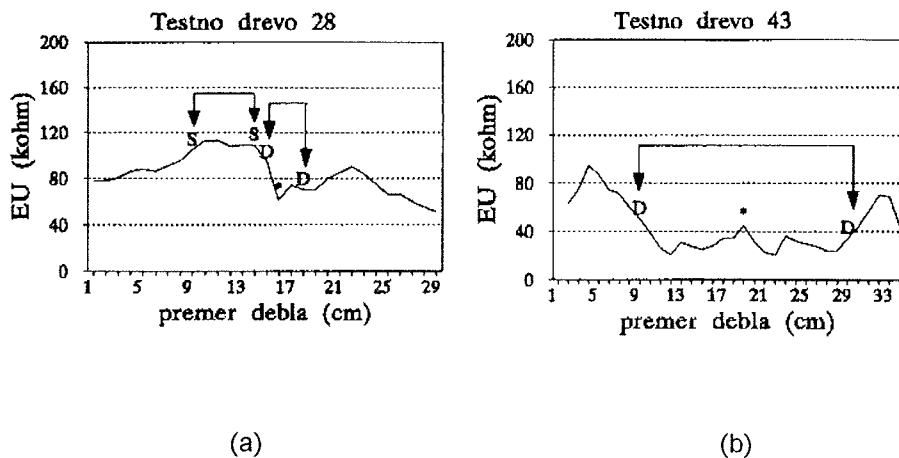 Testno drevo 28
200
160
120
80
40
0
EU (kohm)
S S D D
*
1 5 9 13 17 21 25 29
premer debla (cm)
(a)
Testno drevo 43
200
160
120
80
40
0
EU (kohm)
D D
*
1 5 9 13 17 21 25 29 33
premer debla (cm)
(b)